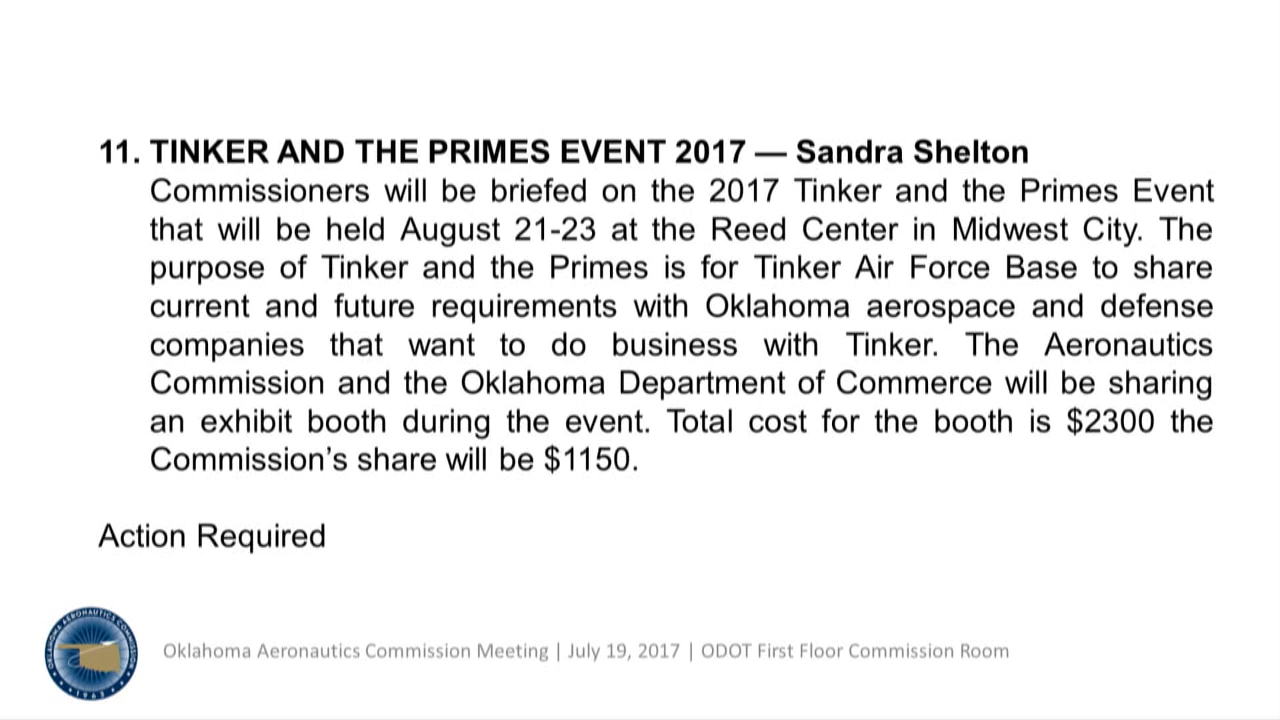 11. TINKER AND THE PRIMES EVENT 2017 — Sandra Shelton
Commissioners will be briefed on the 2017 Tinker and the Primes Event
that will be held August 21-23 at the Reed Center in Midwest City. The
purpose of Tinker and the Primes is for Tinker Air Force Base to share
current and future requirements with Oklahoma aerospace and defense
companies that want to do business with Tinker. The Aeronautics
Commission and the Oklahoma Department of Commerce will be sharing
an exhibit booth during the event. Total cost for the booth is $2300 the
Commission’s share will be $1150.
Action Required
OKLAHOMA AERONAUTICS COMMISSION
1963
Oklahoma Aeronautics Commission Meeting | July 19, 2017 | ODOT First Floor Commission Room